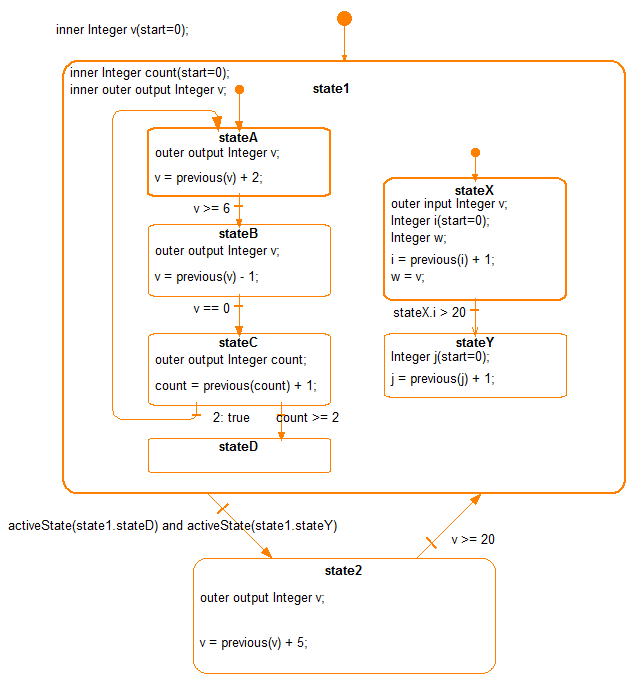 inner Integer v(start=0);
inner Integer count(start=0);
inner outer output Integer v;
state1
stateA
outer output Integer v;
v = previous(v) + 2;
v >= 6
stateB
outer output Integer v;
v = previous(v) - 1;
v == 0
stateC
outer output Integer count;
count = previous(count) + 1;
2: true
count >= 2
stateD
stateX
outer input Integer v;
Integer i(start=0);
Integer w;
i = previous(i) + 1;
w = v;
stateX.i > 20
stateY
Integer j(start=0);
j = previous(j) + 1;
activeState(state1.stateD) and activeState(state1.stateY)
v >= 20
state2
outer output Integer v;
v = previous(v) + 5;